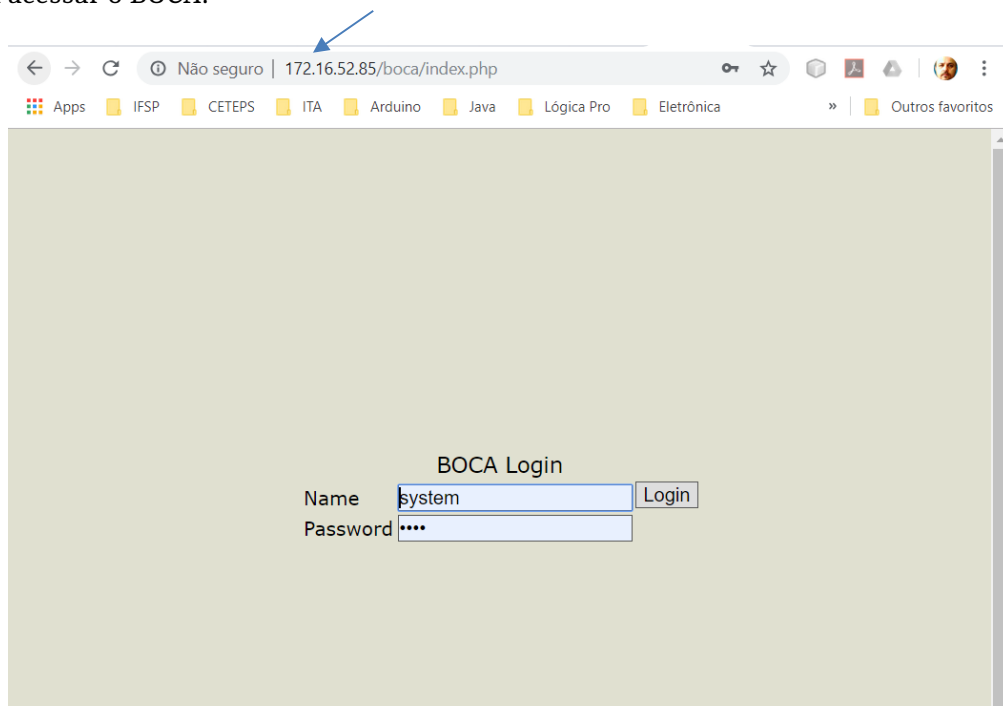 acessar o BOCA.
Não seguro | 172.16.52.85/boca/index.php
Apps IFSP CETEPS ITA Arduino Java Lógica Pro Eletrônica » Outros favoritos
BOCA Login
Name system Login
Password ••••